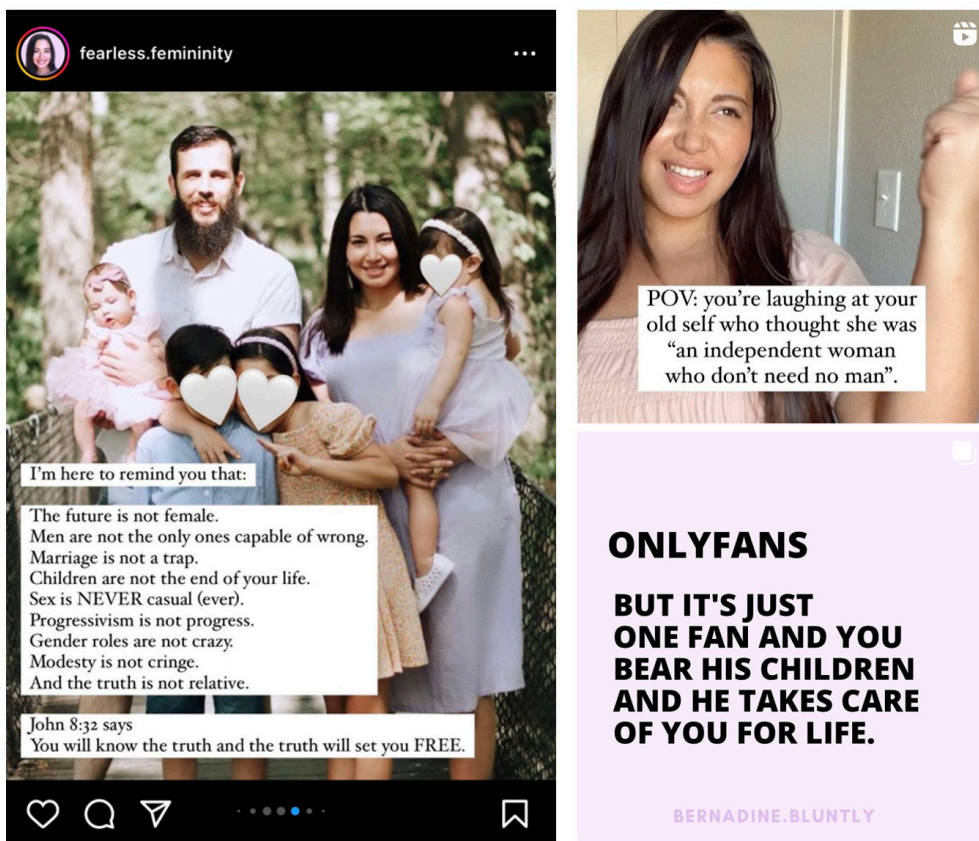 fearless.femininity
I'm here to remind you that:
The future is not female.
Men are not the only ones capable of wrong.
Marriage is not a trap.
Children are not the end of your life.
Sex is NEVER casual (ever).
Progressivism is not progress.
Gender roles are not crazy.
Modesty is not cringe.
And the truth is not relative.
John 8:32 says
You will know the truth and the truth will set you FREE.
POV: you're laughing at your
old self who thought she was
“an independent woman
who don't need no man”.
ONLYFANS
BUT IT'S JUST
ONE FAN AND YOU
BEAR HIS CHILDREN
AND HE TAKES CARE
OF YOU FOR LIFE.
BERNADINE.BLUNTLY